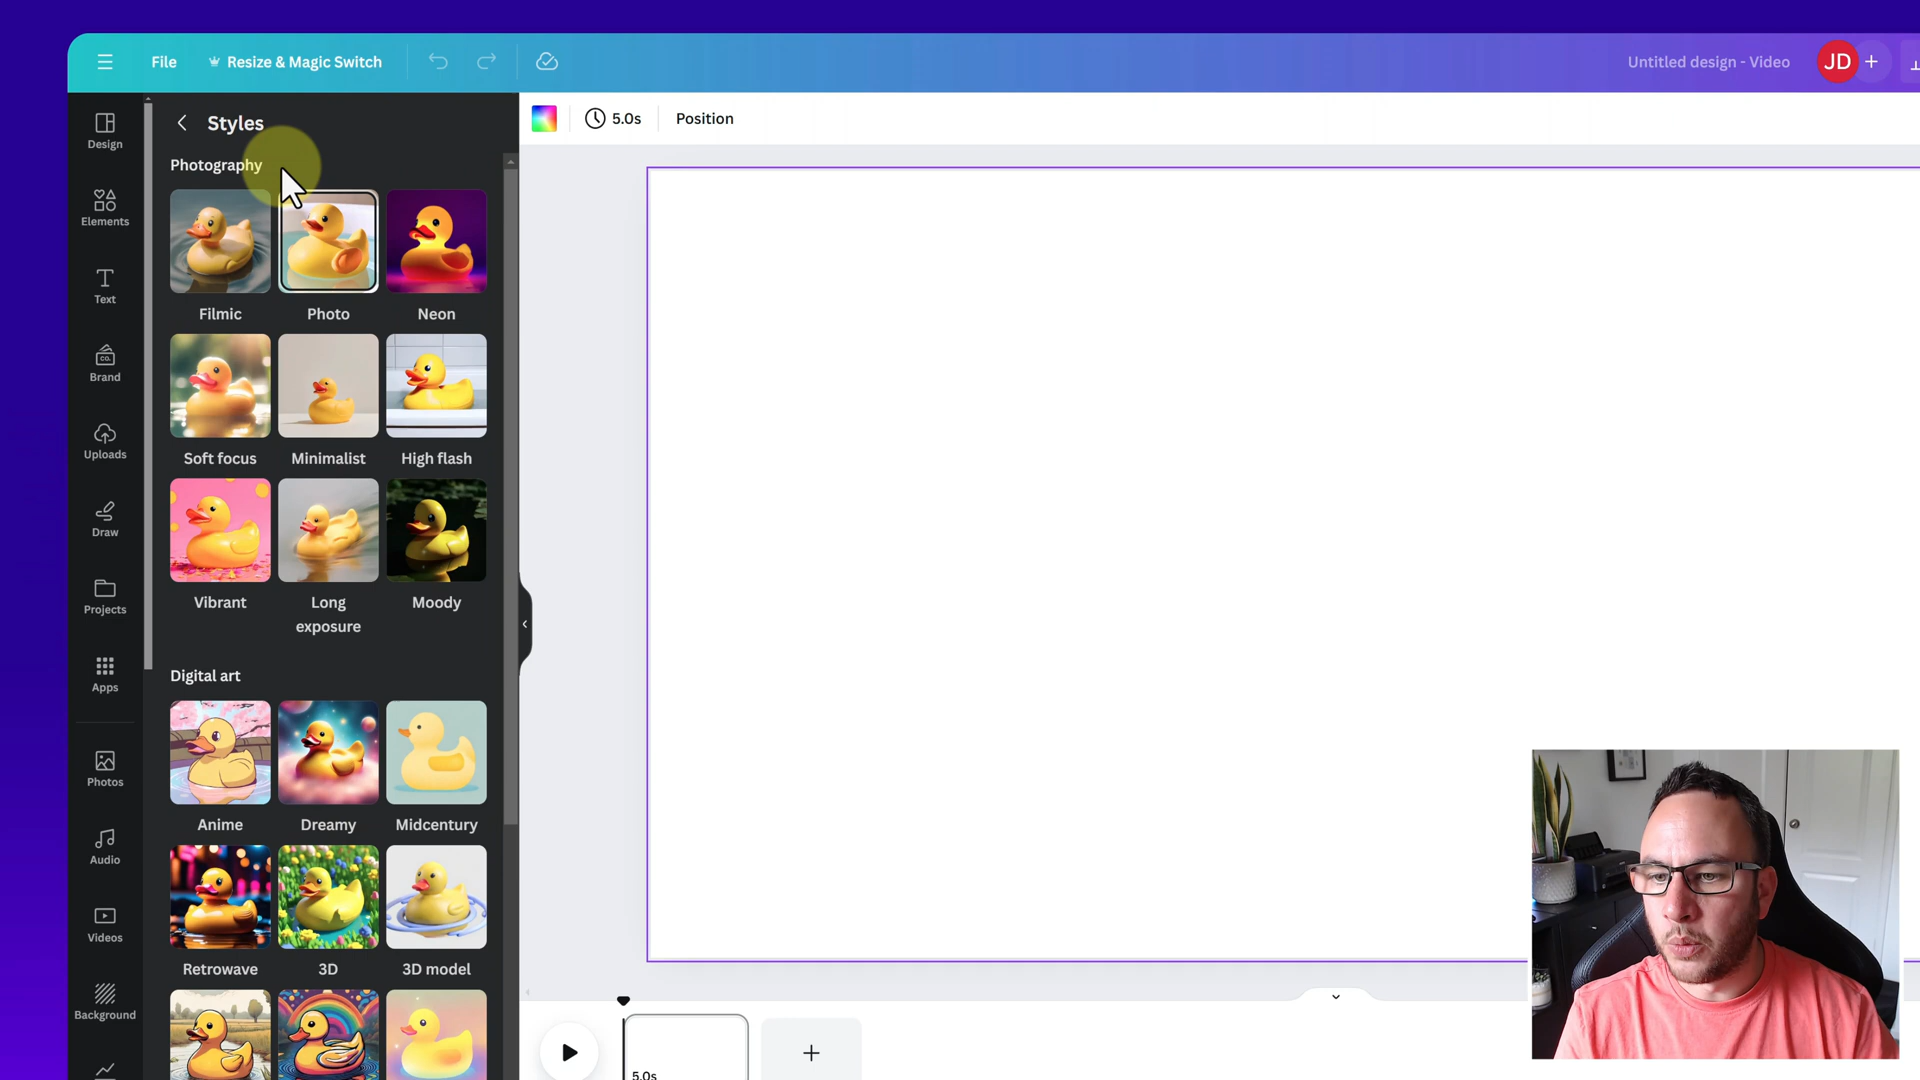 File
Resize & Magic Switch
Untitled design - Video
JD
Design
Elements
Text
CO.
Brand
Uploads
Draw
Projects
Apps
Photos
Audio
Videos
Background
Styles
Photography
Filmic
Photo
Neon
Soft focus
Minimalist
High flash
Vibrant
Long
exposure
Moody
Digital art
Anime
Dreamy
Midcentury
Retrowave
3D
3D model
5.0s
Position
5.0s